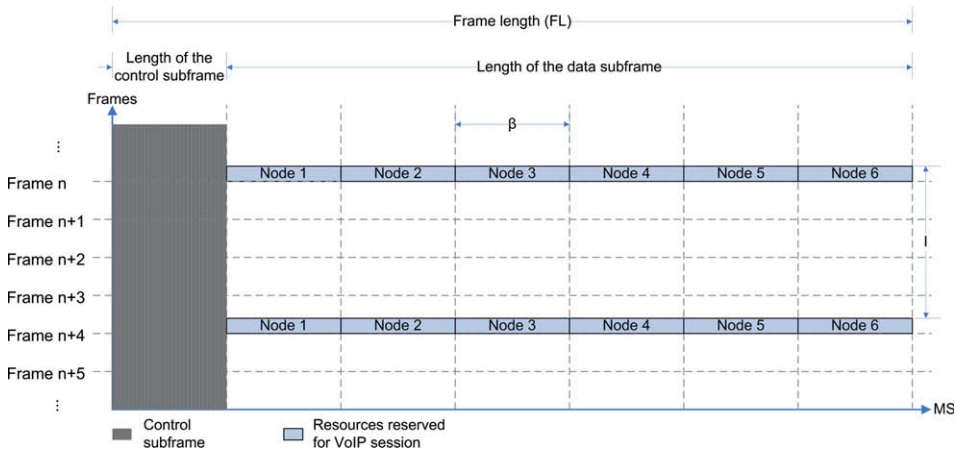 Frame length (FL)
Length of the
control subframe
Length of the data subframe
Frames
β
...
Node 1 Node 2 Node 3 Node 4 Node 5 Node 6
Frame n
Frame n+1
I
Frame n+2
Frame n+3
Node 1 Node 2 Node 3 Node 4 Node 5 Node 6
Frame n+4
Frame n+5
...
MS
Control
subframe
Resources reserved
for VoIP session